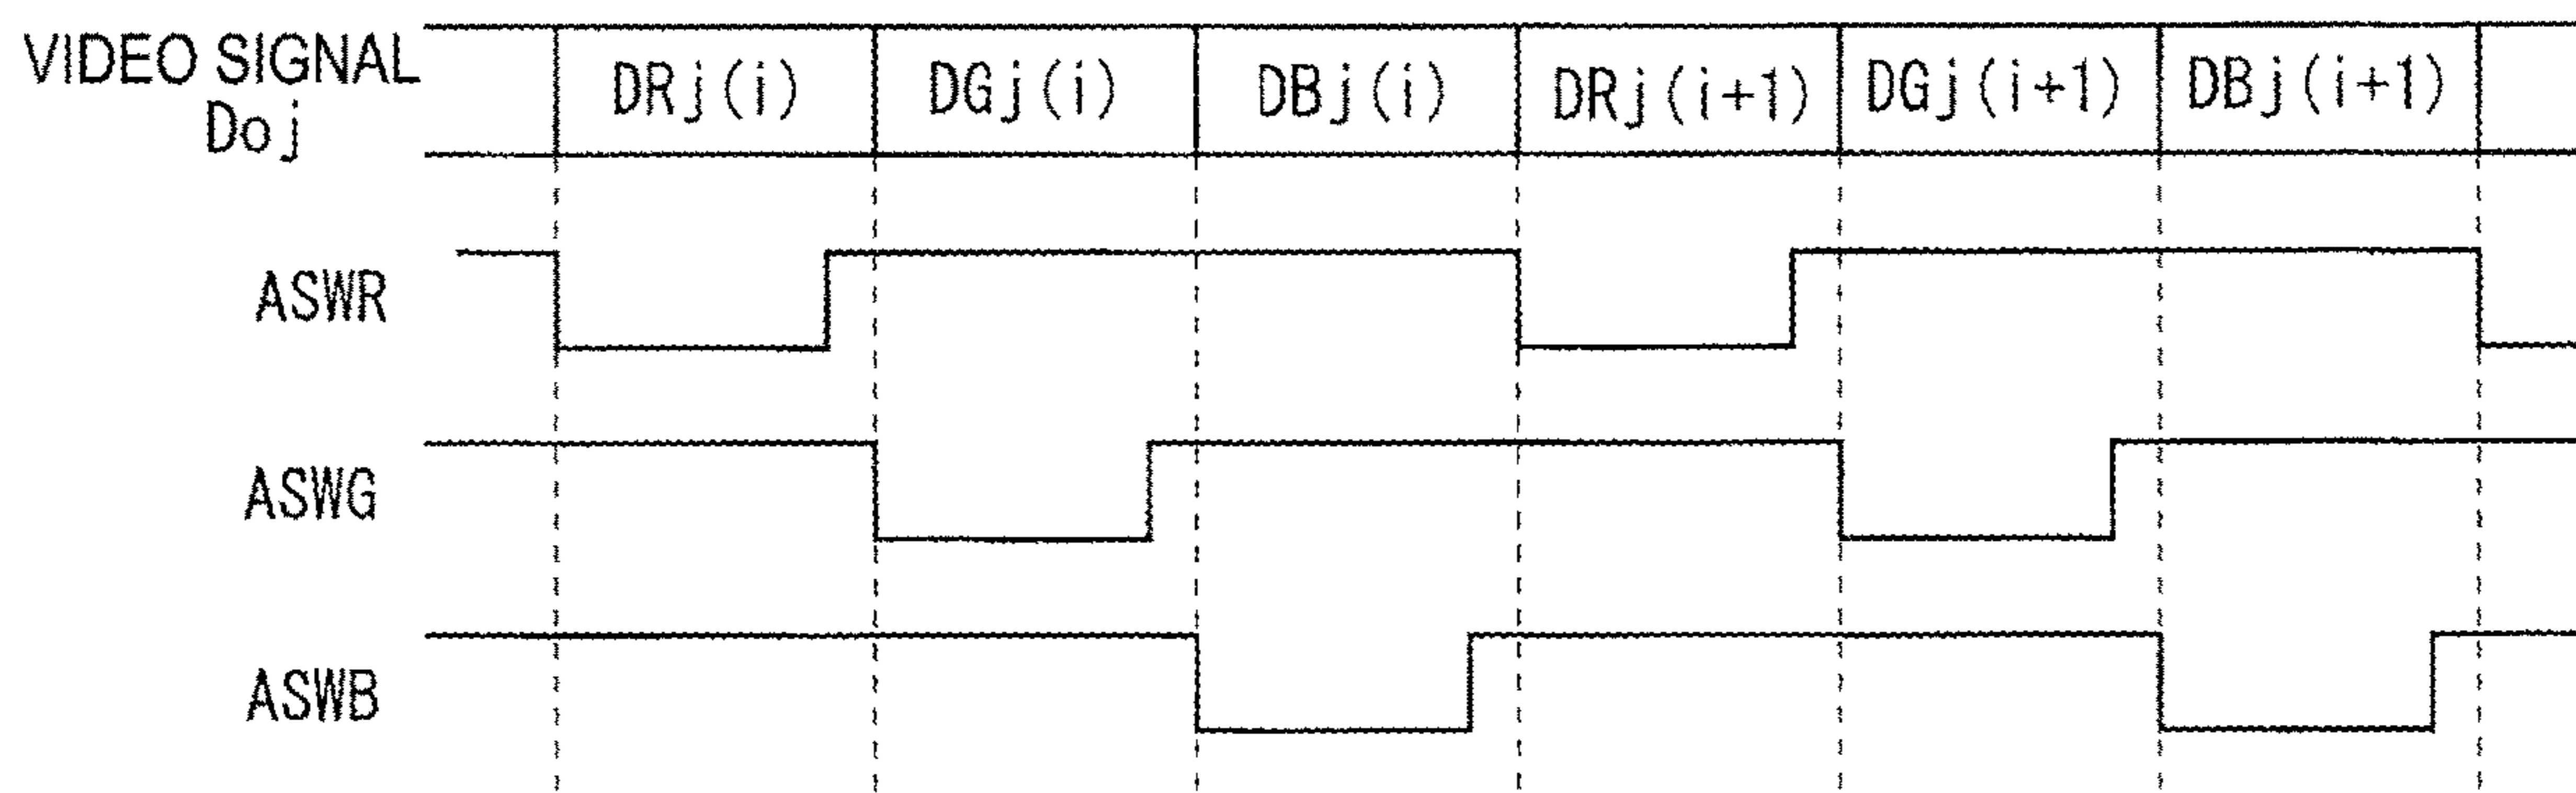 VIDEO SIGNAL
Doj
DRj(i) DGj(i) DBj(i) DRj(i+1) DGj(i+1) DBj(i+1)
ASWR
ASWG
ASWB